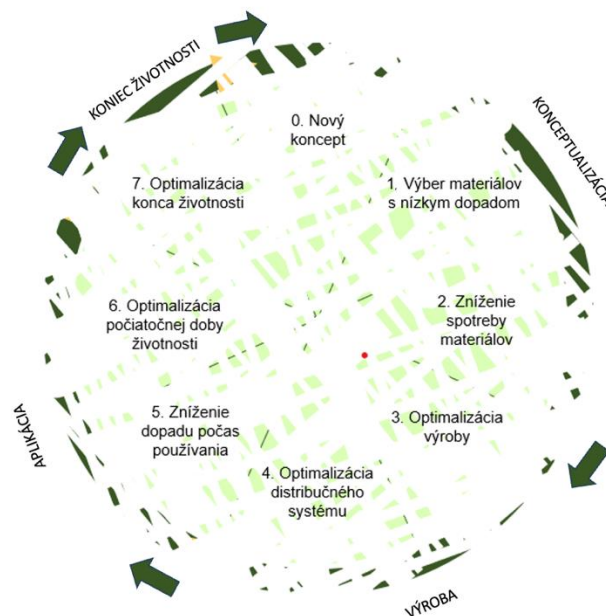 KONIEC ŽIVOTNOSTI
KONCEPTUALIZÁCIA
0. Nový
koncept
7. Optimalizácia
konca životnosti
1. Výber materiálov
s nízkym dopadom
6. Optimalizácia
počiatočnej doby
životnosti
2. Zníženie
spotreby
materiálov
5. Zníženie
dopadu počas
používania
3. Optimalizácia
výroby
4. Optimalizácia
distribučného
systému
APLIKÁCIA
VÝROBA